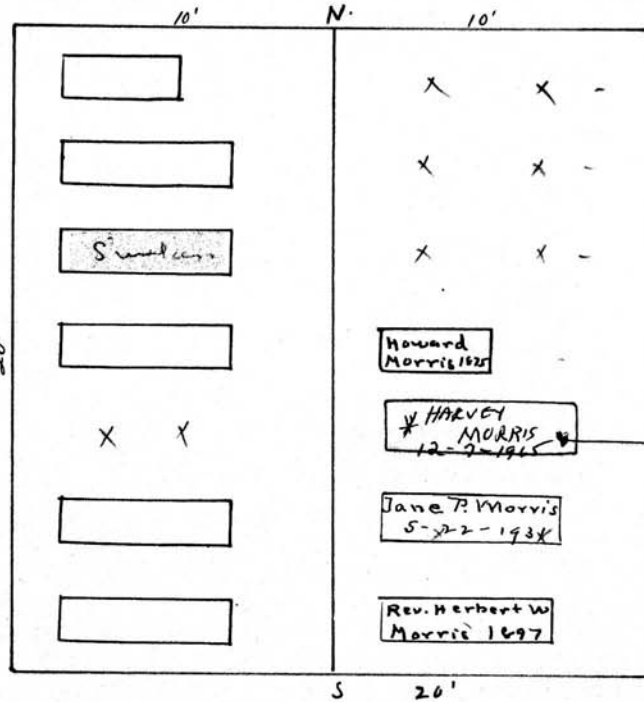 10' N. 10'
20'
Howard
Morris 1825
* HARVEY
MORRIS
12-7-1965
Jane P. Morris
5-22-1934
Rev. Herbert W
Morris 1897
S 20'